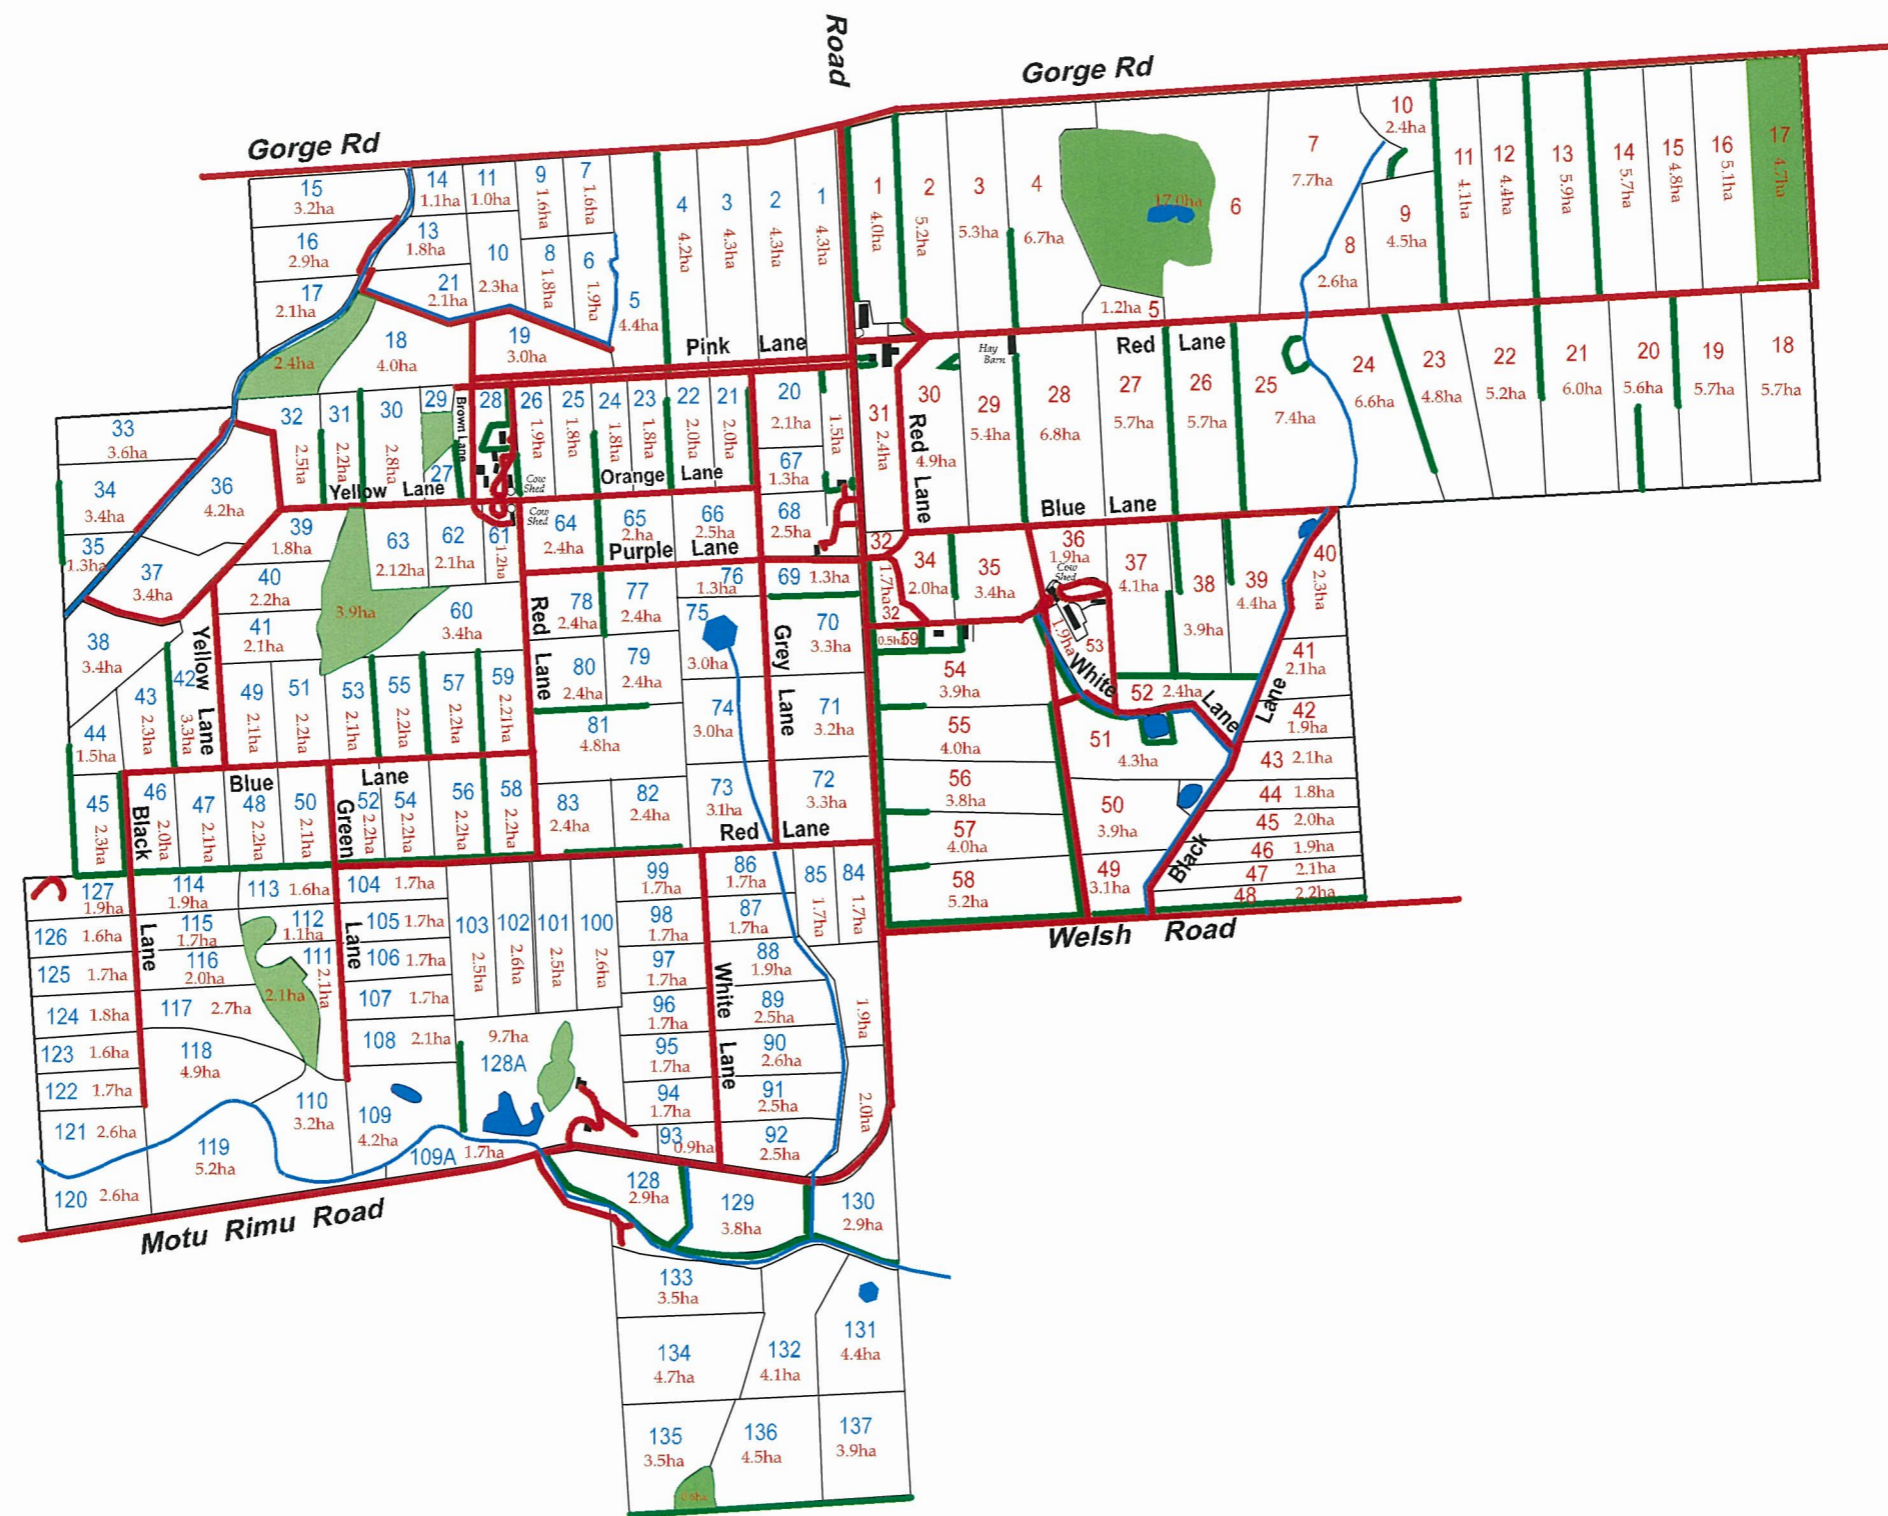 Road
Gorge Rd
Gorge Rd
15
3.2ha
14
1.1ha
11
1.0ha
9
1.6ha
7
1.6ha
16
2.9ha
13
1.8ha
10
2.3ha
8
1.8ha
6
1.9ha
17
2.1ha
21
2.1ha
5
4.4ha
4
4.2ha
3
4.3ha
2
4.3ha
1
4.3ha
2.4ha
18
4.0ha
19
3.0ha
Pink Lane
1
4.0ha
2
5.2ha
3
5.3ha
4
6.7ha
17.0ha
6
1.2ha 5
7
7.7ha
8
2.6ha
10
2.4ha
9
4.5ha
11
4.1ha
12
4.4ha
13
5.9ha
14
5.7ha
15
4.8ha
16
5.1ha
17
4.7ha
33
3.6ha
34
3.4ha
35
1.3ha
36
4.2ha
37
3.4ha
38
3.4ha
32
2.5ha
31
2.2ha
30
2.8ha
29
27
Brown Lane
28
26
1.9ha
25
1.8ha
24
1.8ha
23
1.8ha
22
2.0ha
21
2.0ha
20
2.1ha
1.5ha
67
1.3ha
68
2.5ha
Yellow Lane
Orange Lane
Cow
Shed
Cow
Shed
39
1.8ha
40
2.2ha
41
2.1ha
3.9ha
63
2.12ha
62
2.1ha
61
1.2ha
60
3.4ha
64
2.4ha
65
2.ha
66
2.5ha
Purple Lane
Yellow Lane
42
3.3ha
43
2.3ha
44
1.5ha
45
2.3ha
49
2.1ha
51
2.2ha
53
2.1ha
55
2.2ha
57
2.2ha
59
2.21ha
Red Lane
78
2.4ha
77
2.4ha
76
1.3ha
75
3.0ha
80
2.4ha
79
2.4ha
81
4.8ha
74
3.0ha
83
2.4ha
82
2.4ha
73
3.1ha
69 1.3ha
70
3.3ha
Grey Lane
71
3.2ha
72
3.3ha
Red Lane
Blue Lane
Black Lane
46
2.0ha
47
2.1ha
48
2.2ha
50
2.1ha
Green Lane
52
2.2ha
54
2.2ha
56
2.2ha
58
2.2ha
31
2.4ha
30
4.9ha
Red Lane
Hay
Barn
29
5.4ha
28
6.8ha
Red Lane
27
5.7ha
26
5.7ha
25
7.4ha
24
6.6ha
23
4.8ha
22
5.2ha
21
6.0ha
20
5.6ha
19
5.7ha
18
5.7ha
Blue Lane
32
1.7ha
32
34
2.0ha
35
3.4ha
36
1.9ha
Cow
Shed
37
4.1ha
38
3.9ha
39
4.4ha
40
2.3ha
0.5ha
59
1.9ha
53
White Lane
52 2.4ha
54
3.9ha
55
4.0ha
56
3.8ha
57
4.0ha
58
5.2ha
51
4.3ha
50
3.9ha
49
3.1ha
Black Lane
41
2.1ha
42
1.9ha
43 2.1ha
44 1.8ha
45 2.0ha
46 1.9ha
47 2.1ha
48 2.2ha
Welsh Road
127
1.9ha
126 1.6ha
125 1.7ha
124 1.8ha
123 1.6ha
122 1.7ha
121 2.6ha
120 2.6ha
114
1.9ha
113 1.6ha
115
1.7ha
112
1.1ha
116
2.0ha
111
2.1ha
117 2.7ha
2.1ha
118
4.9ha
119
5.2ha
110
3.2ha
104 1.7ha
105 1.7ha
106 1.7ha
107 1.7ha
108 2.1ha
109
4.2ha
109A 1.7ha
103
2.5ha
102
2.6ha
101
2.5ha
100
2.6ha
9.7ha
128A
99
1.7ha
98
1.7ha
97
1.7ha
96
1.7ha
95
1.7ha
94
1.7ha
93
0.9ha
White Lane
86
1.7ha
87
1.7ha
88
1.9ha
89
2.5ha
90
2.6ha
91
2.5ha
92
2.5ha
85
1.7ha
84
1.7ha
1.9ha
2.0ha
Motu Rimu Road
128
2.9ha
129
3.8ha
130
2.9ha
133
3.5ha
134
4.7ha
132
4.1ha
131
4.4ha
135
3.5ha
136
4.5ha
137
3.9ha